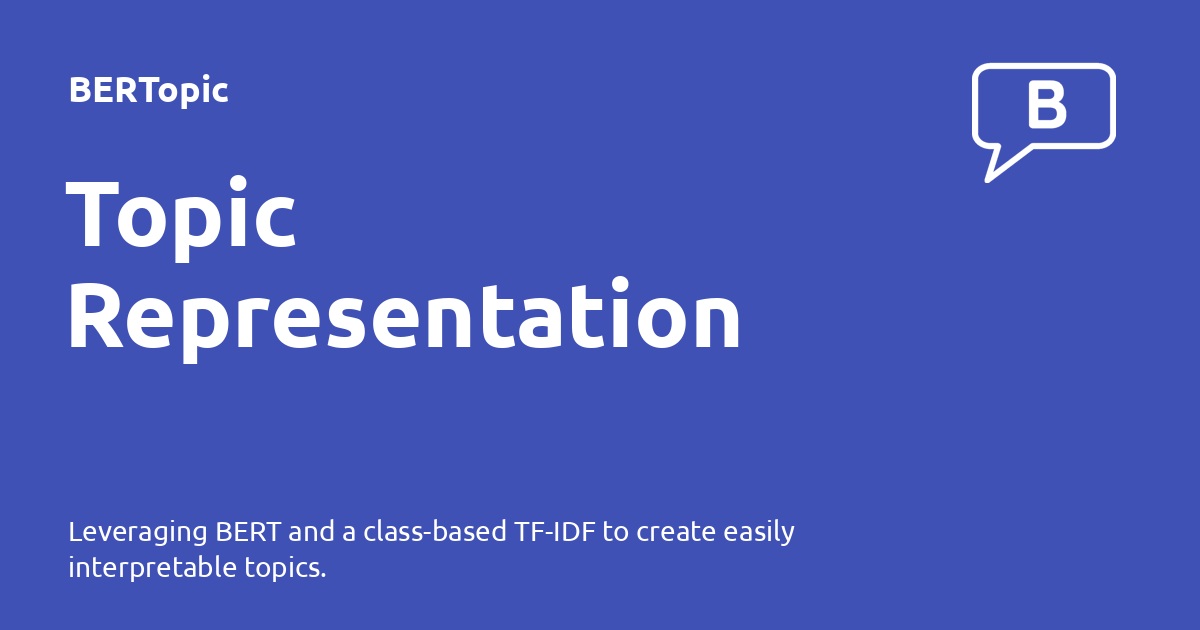 BERTopic
B
Topic
Representation
Leveraging BERT and a class-based TF-IDF to create easily
interpretable topics.